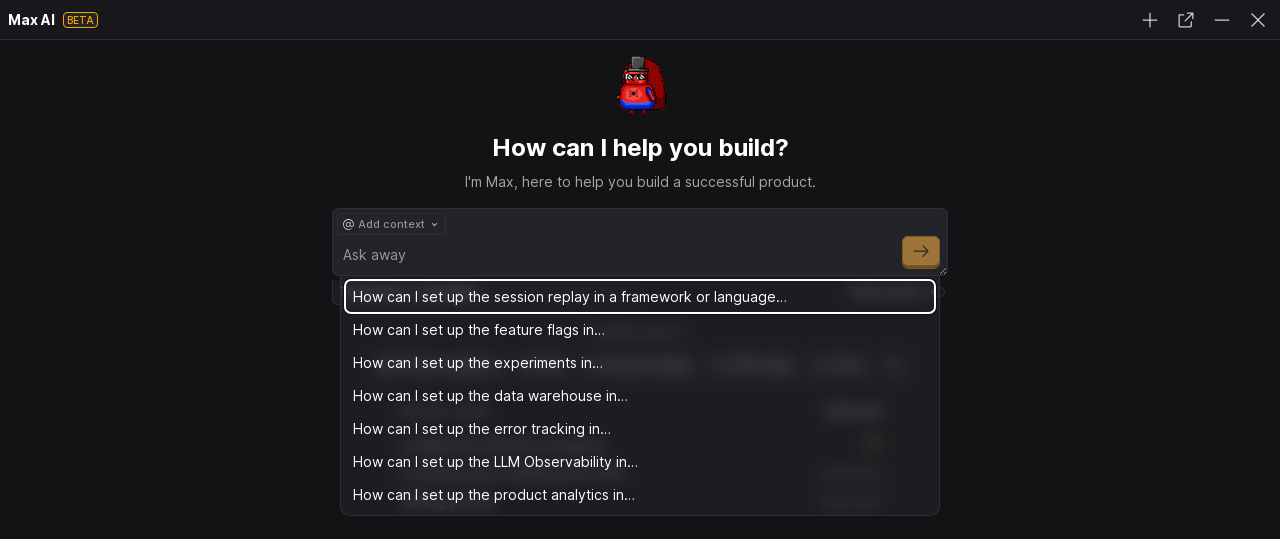 Max AI BETA
How can I help you build?
I'm Max, here to help you build a successful product.
@ Add context
Ask away
How can I set up the session replay in a framework or language…
How can I set up the feature flags in…
How can I set up the experiments in…
How can I set up the data warehouse in…
How can I set up the error tracking in…
How can I set up the LLM Observability in…
How can I set up the product analytics in…